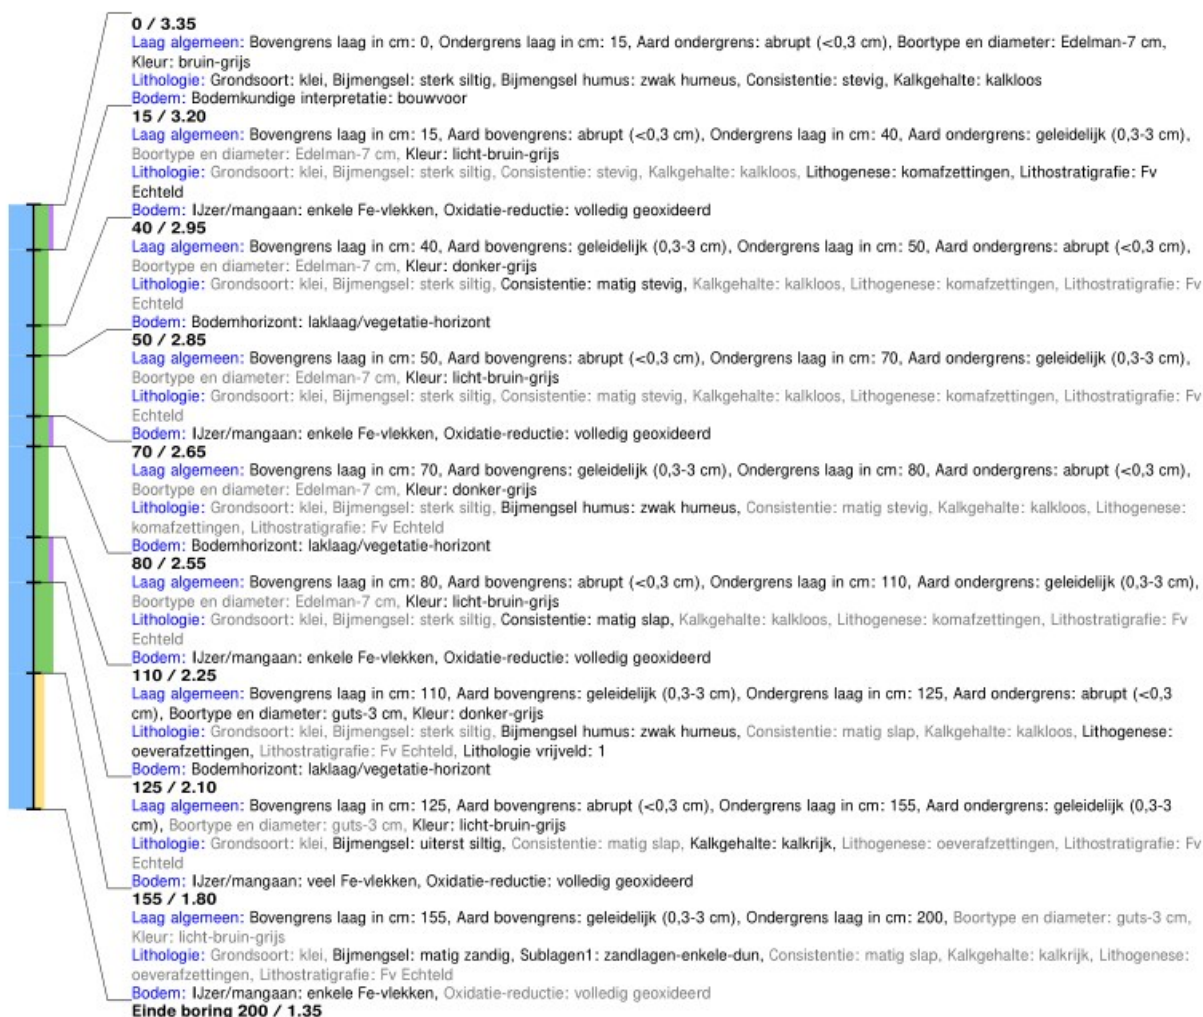 0 / 3.35
Laag algemeen: Bovengrens laag in cm: 0, Ondergrens laag in cm: 15, Aard ondergrens: abrupt (<0,3 cm), Boortype en diameter: Edelman-7 cm,
Kleur: bruin-grijs
Lithologie: Grondsoort: klei, Bijmengsel: sterk siltig, Bijmengsel humus: zwak humeus, Consistentie: stevig, Kalkgehalte: kalkloos
Bodem: Bodemkundige interpretatie: bouwvoor
15 / 3.20
Laag algemeen: Bovengrens laag in cm: 15, Aard bovengrens: abrupt (<0,3 cm), Ondergrens laag in cm: 40, Aard ondergrens: geleidelijk (0,3-3 cm),
Boortype en diameter: Edelman-7 cm, Kleur: licht-bruin-grijs
Lithologie: Grondsoort: klei, Bijmengsel: sterk siltig, Consistentie: stevig, Kalkgehalte: kalkloos, Lithogenese: komafzettingen, Lithostratigrafie: Fv
Echteld
Bodem: IJzer/mangaan: enkele Fe-vlekken, Oxidatie-reductie: volledig geoxideerd
40 / 2.95
Laag algemeen: Bovengrens laag in cm: 40, Aard bovengrens: geleidelijk (0,3-3 cm), Ondergrens laag in cm: 50, Aard ondergrens: abrupt (<0,3 cm),
Boortype en diameter: Edelman-7 cm, Kleur: donker-grijs
Lithologie: Grondsoort: klei, Bijmengsel: sterk siltig, Consistentie: matig stevig, Kalkgehalte: kalkloos, Lithogenese: komafzettingen, Lithostratigrafie: Fv
Echteld
Bodem: Bodemhorizont: laklaag/vegetatie-horizont
50 / 2.85
Laag algemeen: Bovengrens laag in cm: 50, Aard bovengrens: abrupt (<0,3 cm), Ondergrens laag in cm: 70, Aard ondergrens: geleidelijk (0,3-3 cm),
Boortype en diameter: Edelman-7 cm, Kleur: licht-bruin-grijs
Lithologie: Grondsoort: klei, Bijmengsel: sterk siltig, Consistentie: matig stevig, Kalkgehalte: kalkloos, Lithogenese: komafzettingen, Lithostratigrafie: Fv
Echteld
Bodem: IJzer/mangaan: enkele Fe-vlekken, Oxidatie-reductie: volledig geoxideerd
70 / 2.65
Laag algemeen: Bovengrens laag in cm: 70, Aard bovengrens: geleidelijk (0,3-3 cm), Ondergrens laag in cm: 80, Aard ondergrens: abrupt (<0,3 cm),
Boortype en diameter: Edelman-7 cm, Kleur: donker-grijs
Lithologie: Grondsoort: klei, Bijmengsel: sterk siltig, Bijmengsel humus: zwak humeus, Consistentie: matig stevig, Kalkgehalte: kalkloos, Lithogenese:
komafzettingen, Lithostratigrafie: Fv Echteld
Bodem: Bodemhorizont: laklaag/vegetatie-horizont
80 / 2.55
Laag algemeen: Bovengrens laag in cm: 80, Aard bovengrens: abrupt (<0,3 cm), Ondergrens laag in cm: 110, Aard ondergrens: geleidelijk (0,3-3 cm),
Boortype en diameter: Edelman-7 cm, Kleur: licht-bruin-grijs
Lithologie: Grondsoort: klei, Bijmengsel: sterk siltig, Consistentie: matig slap, Kalkgehalte: kalkloos, Lithogenese: komafzettingen, Lithostratigrafie: Fv
Echteld
Bodem: IJzer/mangaan: enkele Fe-vlekken, Oxidatie-reductie: volledig geoxideerd
110 / 2.25
Laag algemeen: Bovengrens laag in cm: 110, Aard bovengrens: geleidelijk (0,3-3 cm), Ondergrens laag in cm: 125, Aard ondergrens: abrupt (<0,3
cm), Boortype en diameter: guts-3 cm, Kleur: donker-grijs
Lithologie: Grondsoort: klei, Bijmengsel: sterk siltig, Bijmengsel humus: zwak humeus, Consistentie: matig slap, Kalkgehalte: kalkloos, Lithogenese:
oeverafzettingen, Lithostratigrafie: Fv Echteld, Lithologie vrijveld: 1
Bodem: Bodemhorizont: laklaag/vegetatie-horizont
125 / 2.10
Laag algemeen: Bovengrens laag in cm: 125, Aard bovengrens: abrupt (<0,3 cm), Ondergrens laag in cm: 155, Aard ondergrens: geleidelijk (0,3-3
cm), Boortype en diameter: guts-3 cm, Kleur: licht-bruin-grijs
Lithologie: Grondsoort: klei, Bijmengsel: uiterst siltig, Consistentie: matig slap, Kalkgehalte: kalkrijk, Lithogenese: oeverafzettingen, Lithostratigrafie: Fv
Echteld
Bodem: IJzer/mangaan: veel Fe-vlekken, Oxidatie-reductie: volledig geoxideerd
155 / 1.80
Laag algemeen: Bovengrens laag in cm: 155, Aard bovengrens: geleidelijk (0,3-3 cm), Ondergrens laag in cm: 200, Boortype en diameter: guts-3 cm,
Kleur: licht-bruin-grijs
Lithologie: Grondsoort: klei, Bijmengsel: matig zandig, Sublagen1: zandlagen-enkele-dun, Consistentie: matig slap, Kalkgehalte: kalkrijk, Lithogenese:
oeverafzettingen, Lithostratigrafie: Fv Echteld
Bodem: IJzer/mangaan: enkele Fe-vlekken, Oxidatie-reductie: volledig geoxideerd
Einde boring 200 / 1.35